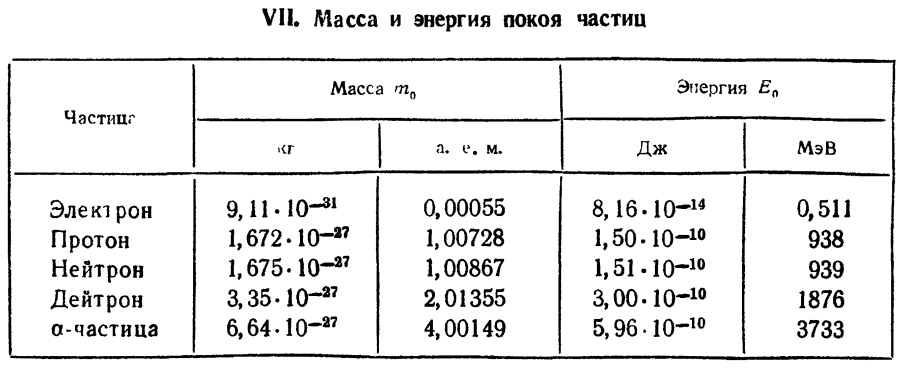 VII. Масса и энергия покоя частиц
Частица Масса m₀ Энергия E₀
кг а. е. м. Дж МэВ
Электрон 9,11·10⁻³¹ 0,00055 8,16·10⁻¹⁴ 0,511
Протон 1,672·10⁻²⁷ 1,00728 1,50·10⁻¹⁰ 938
Нейтрон 1,675·10⁻²⁷ 1,00867 1,51·10⁻¹⁰ 939
Дейтрон 3,35·10⁻²⁷ 2,01355 3,00·10⁻¹⁰ 1876
α-частица 6,64·10⁻²⁷ 4,00149 5,96·10⁻¹⁰ 3733